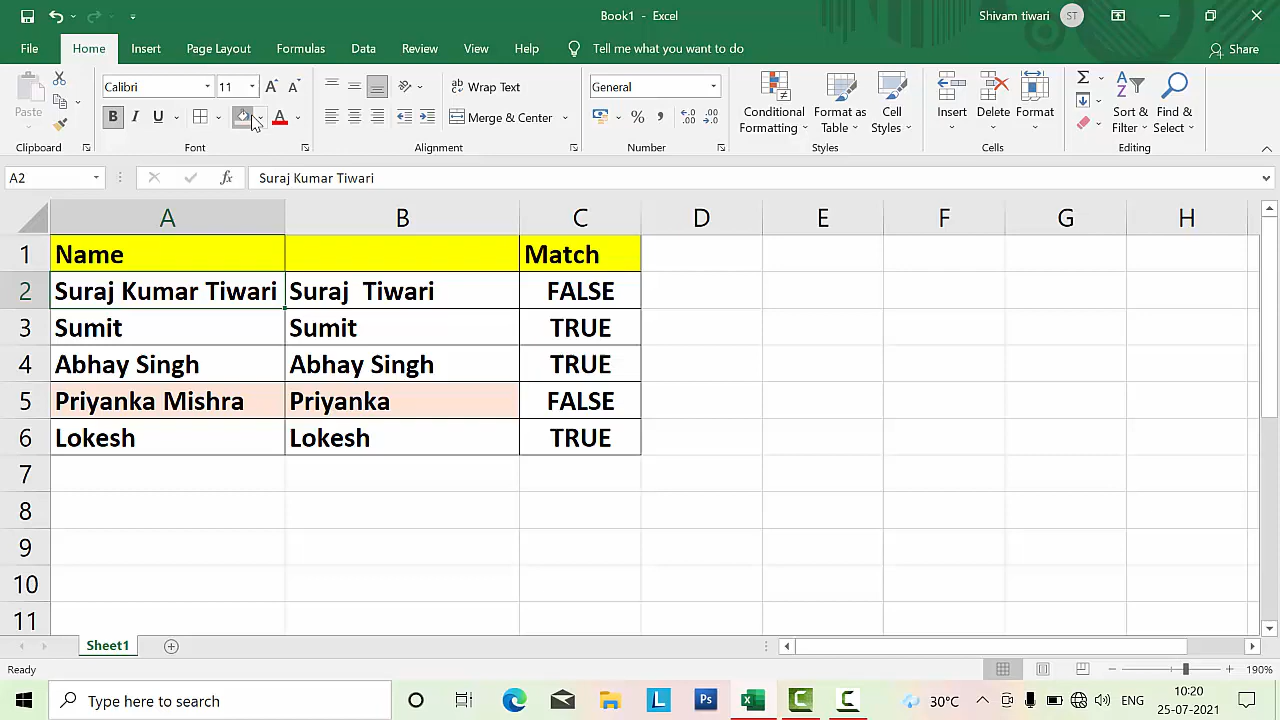 Book1 - Excel
Shivam tiwari ST
File Home Insert Page Layout Formulas Data Review View Help Tell me what you want to do Share
Paste
Clipboard
Calibri 11
B I U A
Font
Wrap Text
Merge & Center
Alignment
General
%
Number
Conditional Formatting
Format as Table
Cell Styles
Styles
Insert Delete Format
Cells
Sort & Filter
Find & Select
Editing
A2 fx Suraj Kumar Tiwari
A B C D E F G H
1 Name Match
2 Suraj Kumar Tiwari Suraj  Tiwari FALSE
3 Sumit Sumit TRUE
4 Abhay Singh Abhay Singh TRUE
5 Priyanka Mishra Priyanka FALSE
6 Lokesh Lokesh TRUE
7
8
9
10
11
Sheet1
Ready 190%
Type here to search
L Ps
30°C ENG 10:20
25-07-2021